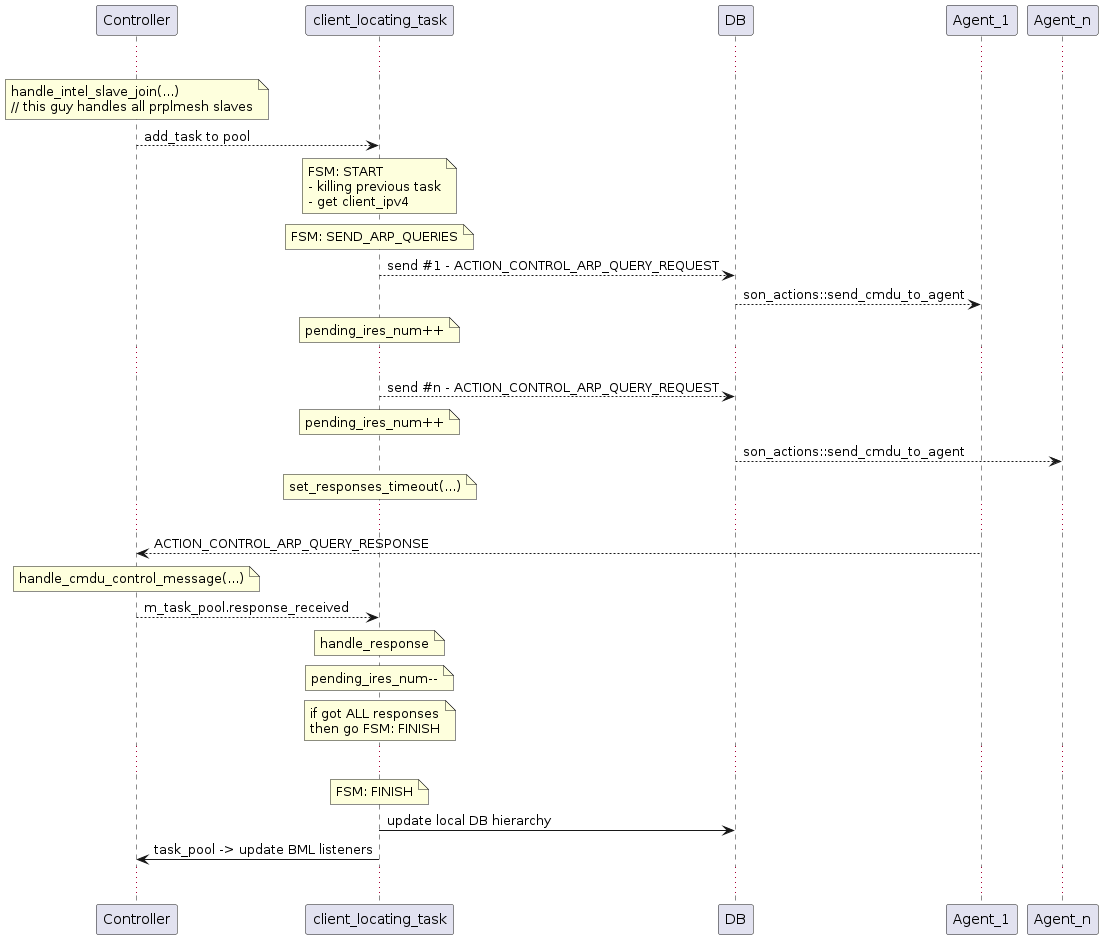 Controller
client_locating_task
DB
Agent_1
Agent_n
handle_intel_slave_join(...)
// this guy handles all prplmesh slaves
add_task to pool
FSM: START
- killing previous task
- get client_ipv4
FSM: SEND_ARP_QUERIES
send #1 - ACTION_CONTROL_ARP_QUERY_REQUEST
son_actions::send_cmdu_to_agent
pending_ires_num++
send #n - ACTION_CONTROL_ARP_QUERY_REQUEST
pending_ires_num++
son_actions::send_cmdu_to_agent
set_responses_timeout(...)
ACTION_CONTROL_ARP_QUERY_RESPONSE
handle_cmdu_control_message(...)
m_task_pool.response_received
handle_response
pending_ires_num--
if got ALL responses
then go FSM: FINISH
FSM: FINISH
update local DB hierarchy
task_pool -> update BML listeners
Controller
client_locating_task
DB
Agent_1
Agent_n